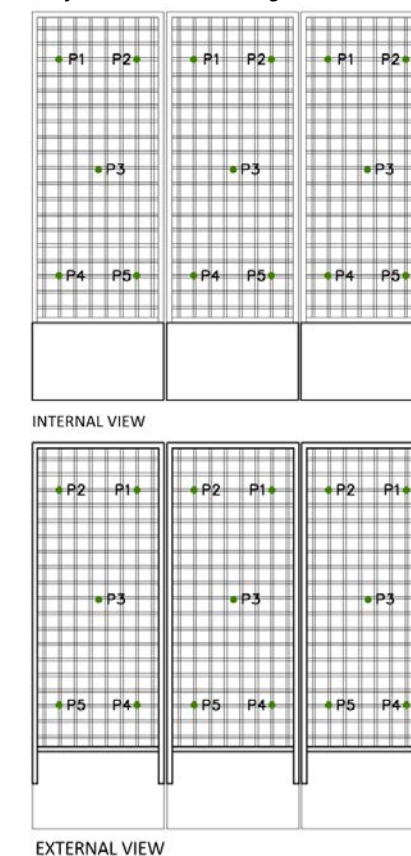 P1 P2 P1 P2 P1 P2
P3 P3 P3
P4 P5 P4 P5 P4 P5
INTERNAL VIEW
P2 P1 P2 P1 P2 P1
P3 P3 P3
P5 P4 P5 P4 P5 P4
EXTERNAL VIEW